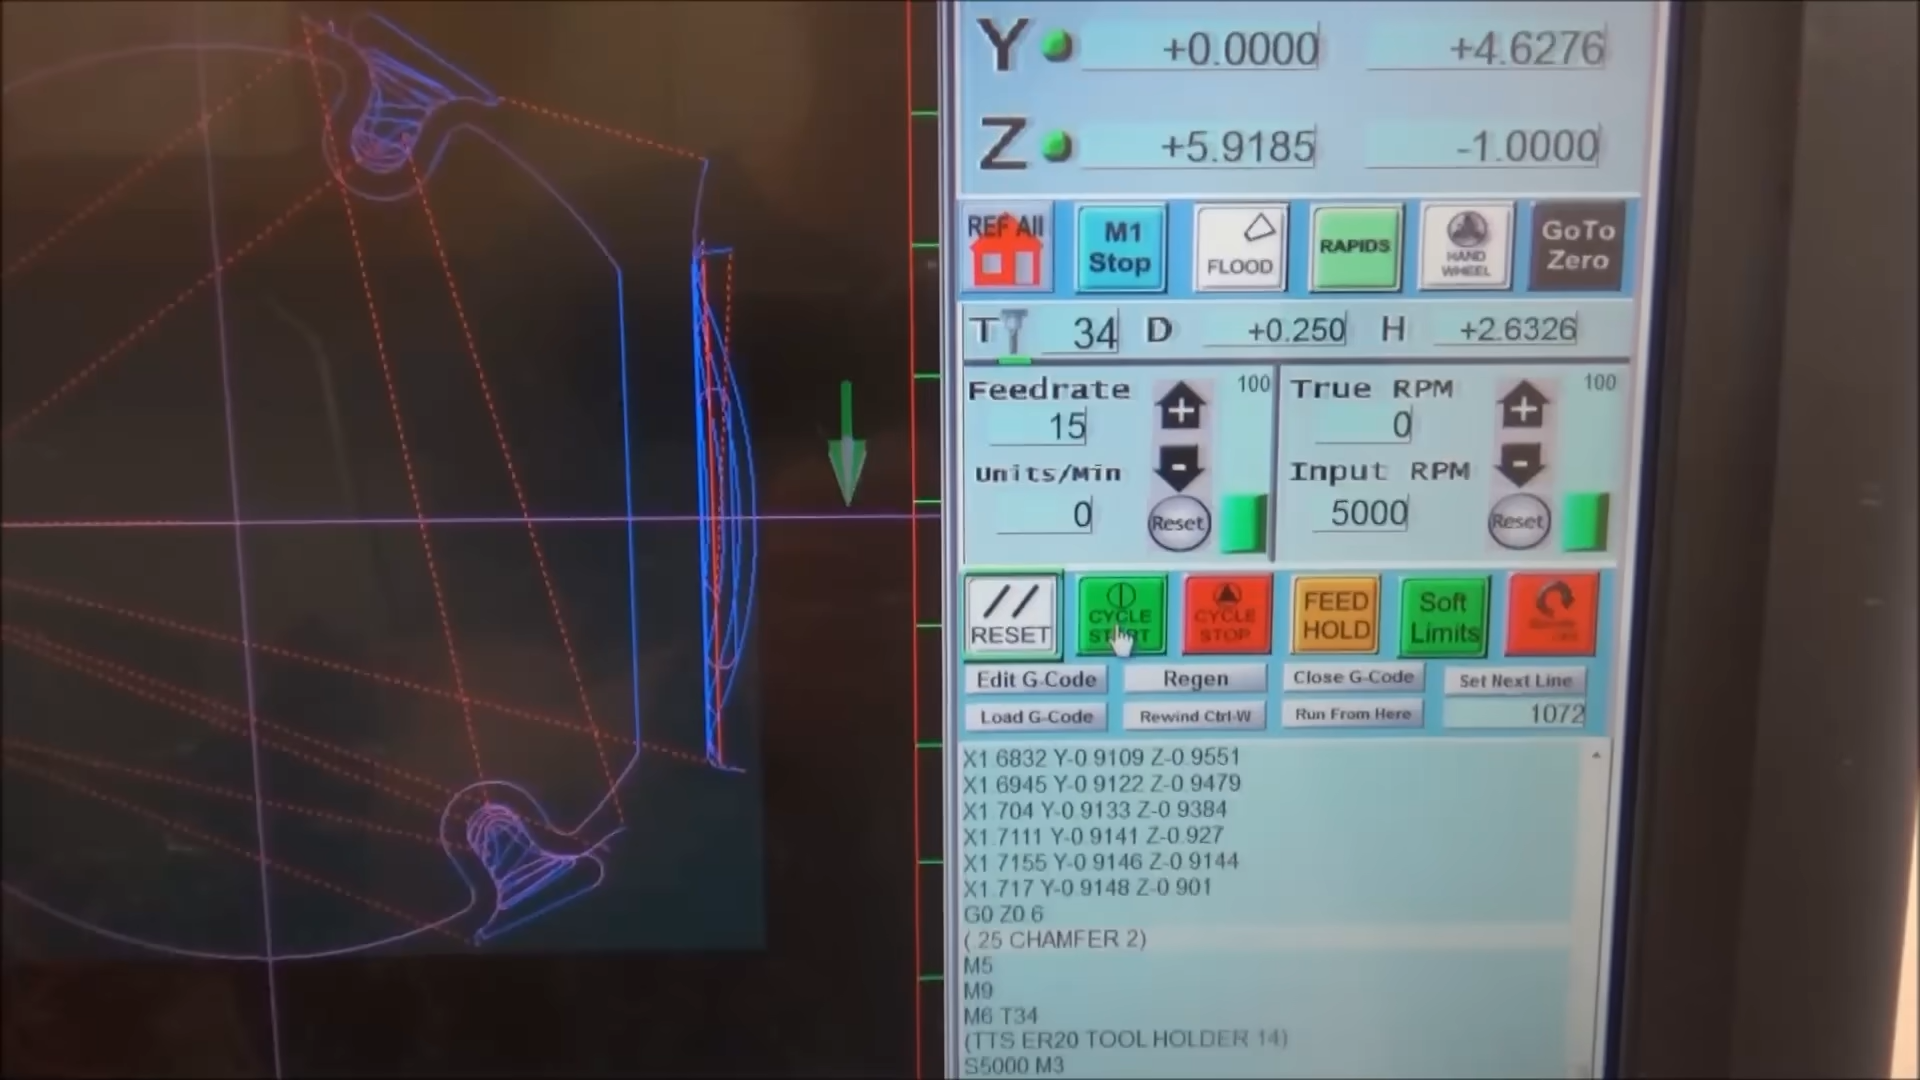 Y +0.0000 +4.6276
Z +5.9185 -1.0000
REF All M1 Stop FLOOD RAPIDS HAND WHEEL GoTo Zero
T 34 D +0.250 H +2.6326
Feedrate 100 True RPM 100
15 + 0 +
Units/Min - Input RPM -
0 Reset 5000 Reset
// RESET CYCLE START CYCLE STOP FEED HOLD Soft Limits
Edit G-Code Regen Close G-Code Set Next Line
Load G-Code Rewind Ctrl-W Run From Here 1072
X1.6832 Y-0.9109 Z-0.9551
X1.6945 Y-0.9122 Z-0.9479
X1.704 Y-0.9133 Z-0.9384
X1.7111 Y-0.9141 Z-0.927
X1.7155 Y-0.9146 Z-0.9144
X1.717 Y-0.9148 Z-0.901
G0 Z0.6
(.25 CHAMFER 2)
M5
M9
M6 T34
(TTS ER20 TOOL HOLDER 14)
S5000 M3